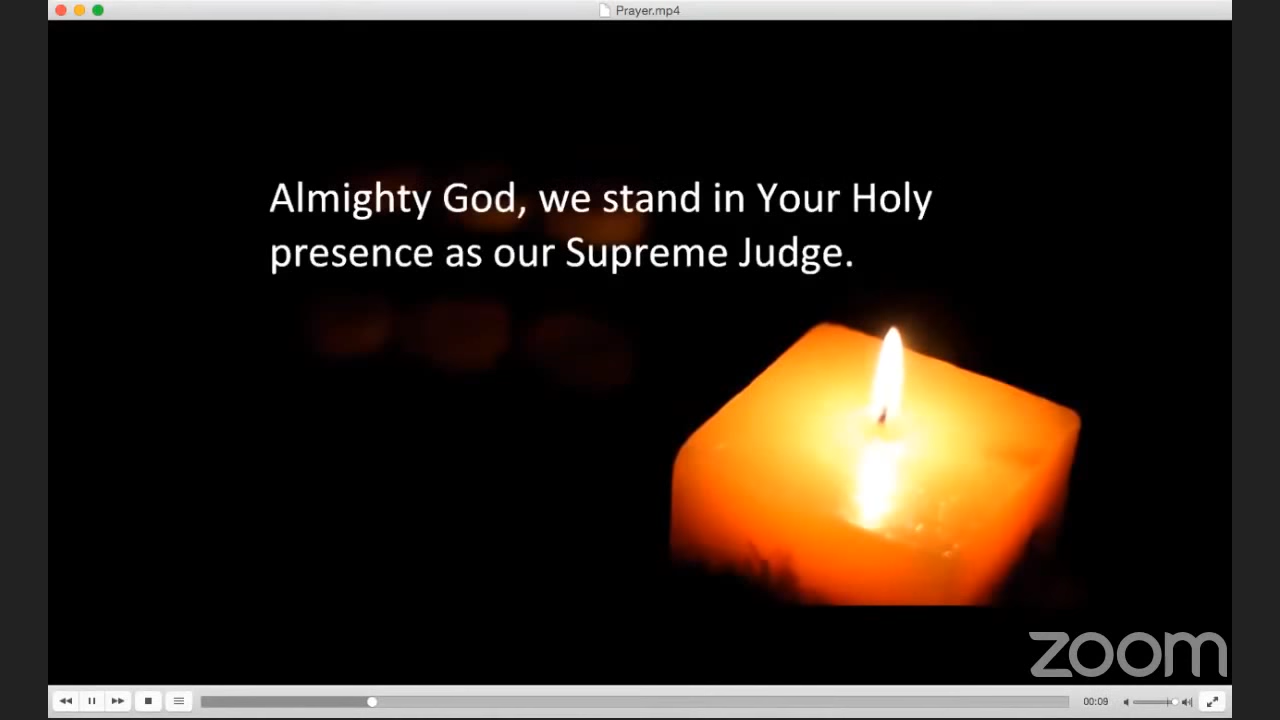 Prayer.mp4
Almighty God, we stand in Your Holy
presence as our Supreme Judge.
zoom
00:09